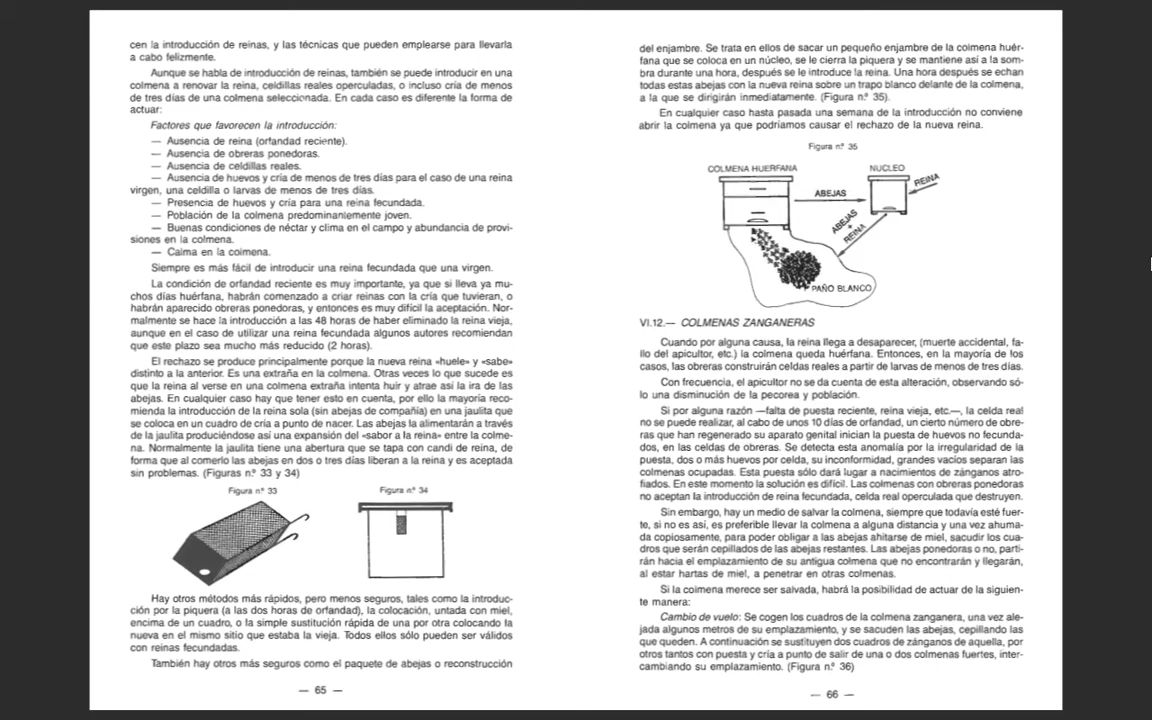 cen la introducción de reinas, y las técnicas que pueden emplearse para llevarla
a cabo felizmente.
Aunque se habla de introducción de reinas, también se puede introducir en una
colmena a renovar la reina, celdillas reales operculadas, o incluso cría de menos
de tres días de una colmena seleccionada. En cada caso es diferente la forma de
actuar:
Factores que favorecen la introducción:
— Ausencia de reina (orfandad reciente).
— Ausencia de obreras ponedoras.
— Ausencia de celdillas reales.
— Ausencia de huevos y cría de menos de tres días para el caso de una reina
virgen, una celdilla o larvas de menos de tres días.
— Presencia de huevos y cría para una reina fecundada.
— Población de la colmena predominantemente joven.
— Buenas condiciones de néctar y clima en el campo y abundancia de provi-
siones en la colmena.
— Calma en la colmena.
Siempre es más fácil de introducir una reina fecundada que una virgen.
La condición de orfandad reciente es muy importante, ya que si lleva ya mu-
chos días huérfana, habrán comenzado a criar reinas con la cría que tuvieran, o
habrán aparecido obreras ponedoras, y entonces es muy difícil la aceptación. Nor-
malmente se hace la introducción a las 48 horas de haber eliminado la reina vieja,
aunque en el caso de utilizar una reina fecundada algunos autores recomiendan
que este plazo sea mucho más reducido (2 horas).
El rechazo se produce principalmente porque la nueva reina «huele» y «sabe»
distinto a la anterior. Es una extraña en la colmena. Otras veces lo que sucede es
que la reina al verse en una colmena extraña intenta huir y atrae así la ira de las
abejas. En cualquier caso hay que tener esto en cuenta, por ello la mayoría reco-
mienda la introducción de la reina sola (sin abejas de compañía) en una jaulita que
se coloca en un cuadro de cría a punto de nacer. Las abejas la alimentarán a través
de la jaulita produciéndose así una expansión del «sabor a la reina» entre la colme-
na. Normalmente la jaulita tiene una abertura que se tapa con candi de reina, de
forma que al comerlo las abejas en dos o tres días liberan a la reina y es aceptada
sin problemas. (Figuras n.º 33 y 34)
Figura n.º 33
Figura n.º 34
Hay otros métodos más rápidos, pero menos seguros, tales como la introduc-
ción por la piquera (a las dos horas de orfandad), la colocación, untada con miel,
encima de un cuadro, o la simple sustitución rápida de una por otra colocando la
nueva en el mismo sitio que estaba la vieja. Todos ellos sólo pueden ser válidos
con reinas fecundadas.
También hay otros más seguros como el paquete de abejas o reconstrucción
— 65 —
del enjambre. Se trata en ellos de sacar un pequeño enjambre de la colmena huér-
fana que se coloca en un núcleo, se le cierra la piquera y se mantiene así a la som-
bra durante una hora, después se le introduce la reina. Una hora después se echan
todas estas abejas con la nueva reina sobre un trapo blanco delante de la colmena,
a la que se dirigirán inmediatamente. (Figura n.º 35).
En cualquier caso hasta pasada una semana de la introducción no conviene
abrir la colmena ya que podríamos causar el rechazo de la nueva reina.
Figura n.º 35
COLMENA HUERFANA
NUCLEO
ABEJAS
REINA
ABEJAS
+
REINA
PAÑO BLANCO
VI.12.— COLMENAS ZANGANERAS
Cuando por alguna causa, la reina llega a desaparecer, (muerte accidental, fa-
llo del apicultor, etc.) la colmena queda huérfana. Entonces, en la mayoría de los
casos, las obreras construirán celdas reales a partir de larvas de menos de tres días.
Con frecuencia, el apicultor no se da cuenta de esta alteración, observando só-
lo una disminución de la pecorea y población.
Si por alguna razón —falta de puesta reciente, reina vieja, etc.—, la celda real
no se puede realizar, al cabo de unos 10 días de orfandad, un cierto número de obre-
ras que han regenerado su aparato genital inician la puesta de huevos no fecunda-
dos, en las celdas de obreras. Se detecta esta anomalía por la irregularidad de la
puesta, dos o más huevos por celda, su inconformidad, grandes vacíos separan las
colmenas ocupadas. Esta puesta sólo dará lugar a nacimientos de zánganos atro-
fiados. En este momento la solución es difícil. Las colmenas con obreras ponedoras
no aceptan la introducción de reina fecundada, celda real operculada que destruyen.
Sin embargo, hay un medio de salvar la colmena, siempre que todavía esté fuer-
te, si no es así, es preferible llevar la colmena a alguna distancia y una vez ahuma-
da copiosamente, para poder obligar a las abejas ahitarse de miel, sacudir los cua-
dros que serán cepillados de las abejas restantes. Las abejas ponedoras o no, parti-
rán hacia el emplazamiento de su antigua colmena que no encontrarán y llegarán,
al estar hartas de miel, a penetrar en otras colmenas.
Si la colmena merece ser salvada, habrá la posibilidad de actuar de la siguien-
te manera:
Cambio de vuelo: Se cogen los cuadros de la colmena zanganera, una vez ale-
jada algunos metros de su emplazamiento, y se sacuden las abejas, cepillando las
que queden. A continuación se sustituyen dos cuadros de zánganos de aquella, por
otros tantos con puesta y cría a punto de salir de una o dos colmenas fuertes, inter-
cambiando su emplazamiento. (Figura n.º 36)
— 66 —